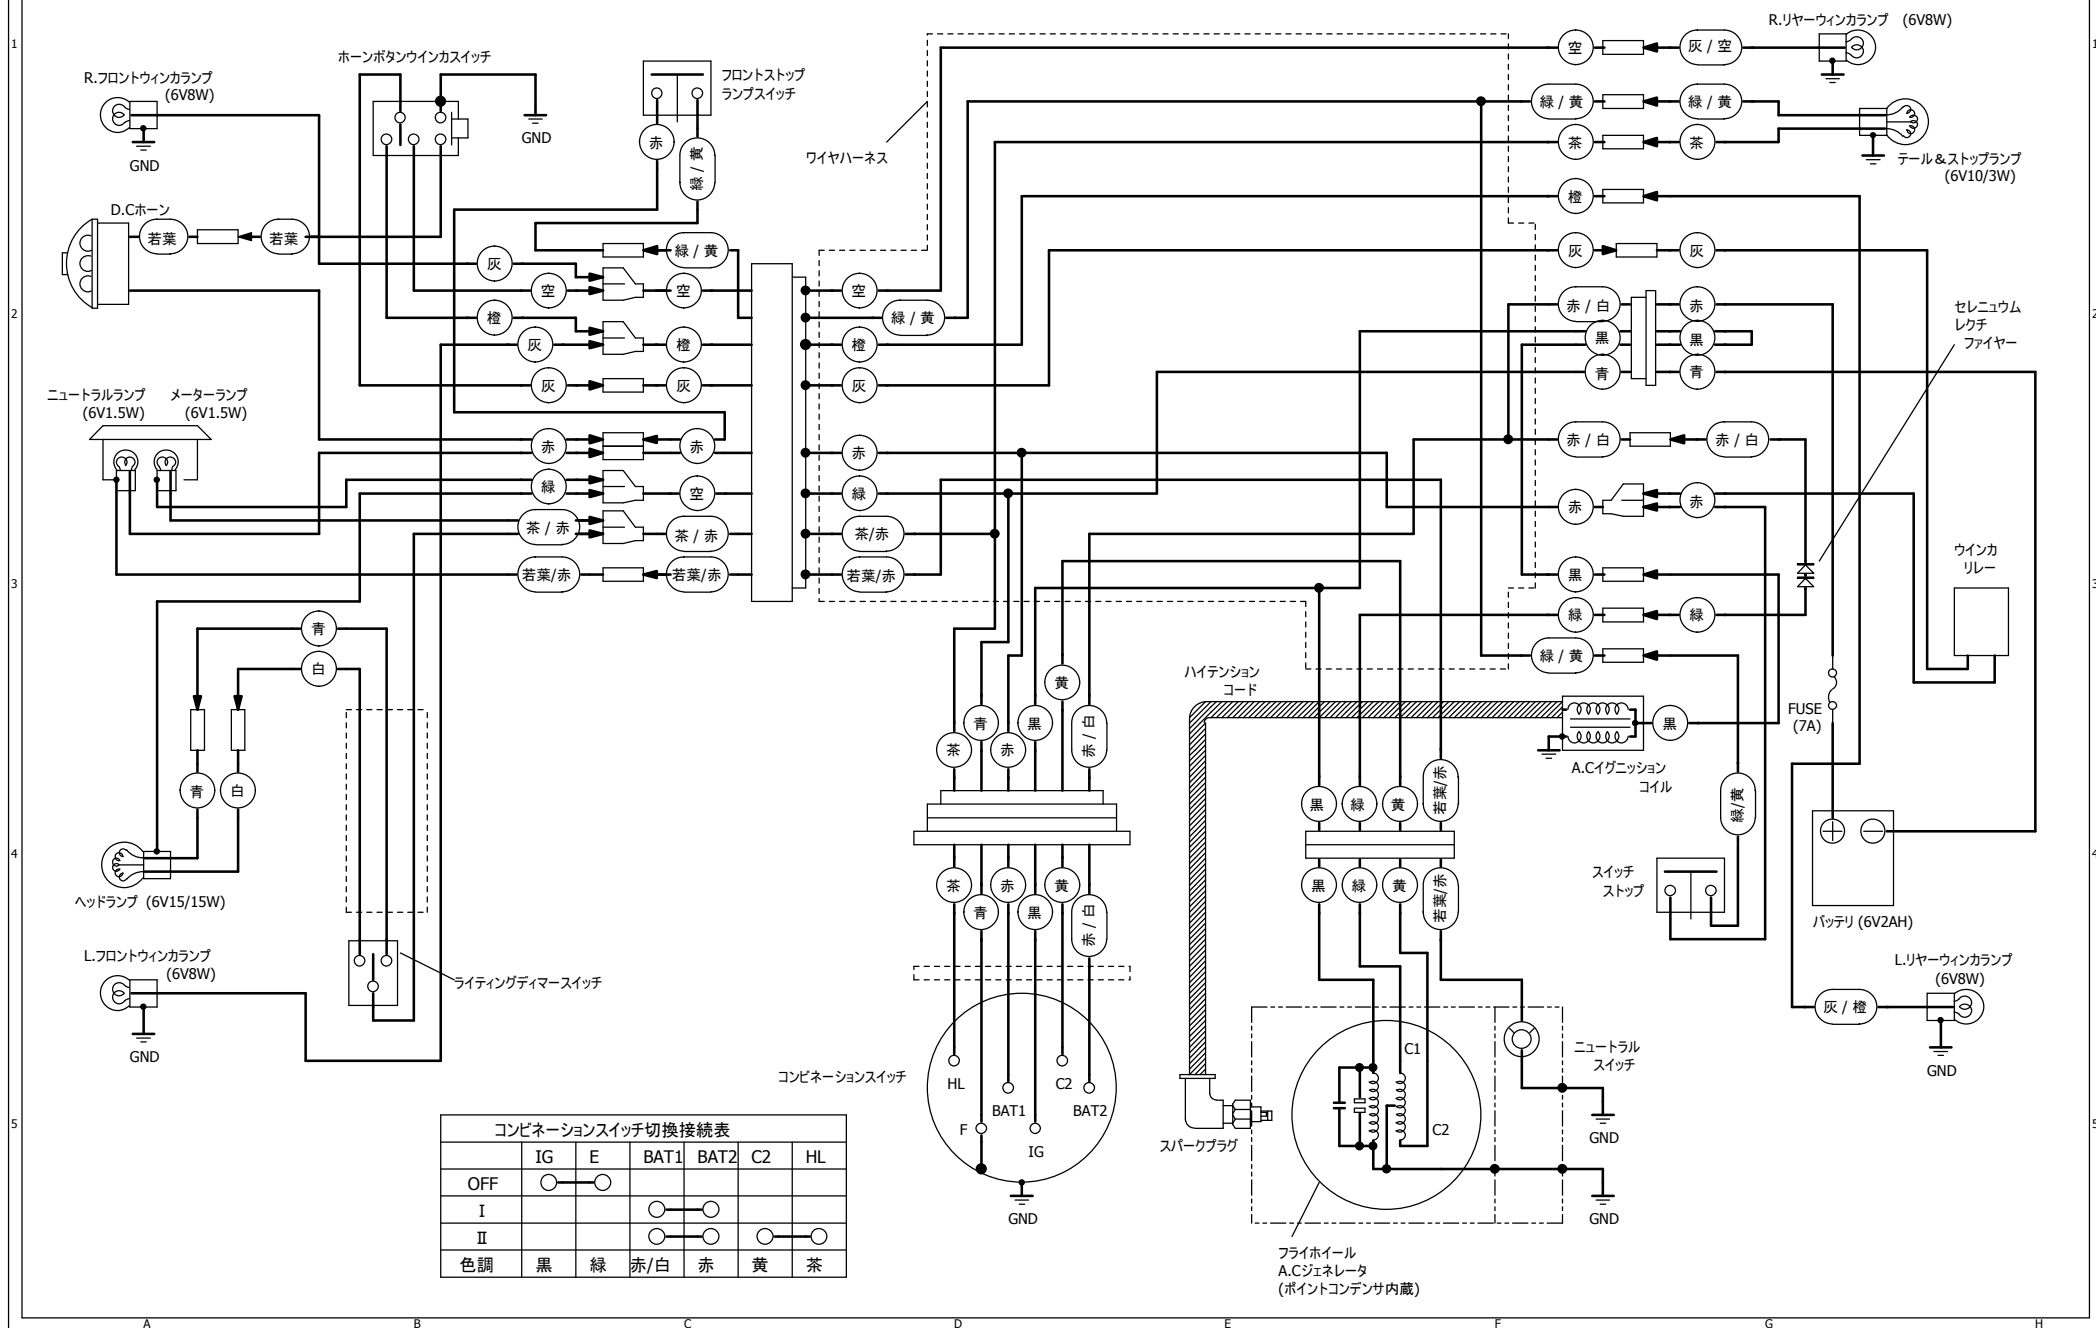 1
1
R.フロントウィンカランプ
(6V8W)
GND
ホーンボタンウインカスイッチ
GND
フロントストップ
ランプスイッチ
赤
緑 / 黄
ワイヤハーネス
空
灰 / 空
R.リヤーウィンカランプ (6V8W)
緑 / 黄
緑 / 黄
茶
茶
テール&ストップランプ
(6V10/3W)
橙
灰
灰
D.Cホーン
若葉
若葉
灰
空
緑 / 黄
空
空
緑 / 黄
2
2
橙
灰
橙
橙
灰
灰
灰
赤 / 白
赤
黒
黒
青
青
セレニュウム
レクチ
ファイヤー
ニュートラルランプ
(6V1.5W)
メーターランプ
(6V1.5W)
赤
赤
赤
赤 / 白
赤 / 白
緑
空
緑
赤
赤
茶 / 赤
茶 / 赤
茶/赤
若葉/赤
若葉/赤
若葉/赤
3
3
黒
緑
緑
緑 / 黄
ウインカ
リレー
青
白
青
白
ヘッドランプ (6V15/15W)
茶
青
赤
黒
黄
赤 / 白
ハイテンション
コード
黒
A.Cイグニッション
コイル
FUSE
(7A)
緑/黄
黒
緑
黄
若葉/赤
4
4
茶
青
赤
黒
黄
赤 / 白
黒
緑
黄
若葉/赤
スイッチ
ストップ
バッテリ (6V2AH)
L.フロントウィンカランプ
(6V8W)
GND
ライティングディマースイッチ
L.リヤーウィンカランプ
(6V8W)
灰 / 橙
GND
コンビネーションスイッチ
HL
BAT1
C2
BAT2
F
IG
GND
スパークプラグ
C1
C2
ニュートラル
スイッチ
GND
GND
フライホイール
A.Cジェネレータ
(ポイントコンデンサ内蔵)
5
5
コンビネーションスイッチ切換接続表
IG E BAT1 BAT2 C2 HL
OFF
I
II
色調 黒 緑 赤/白 赤 黄 茶
A B C D E F G H